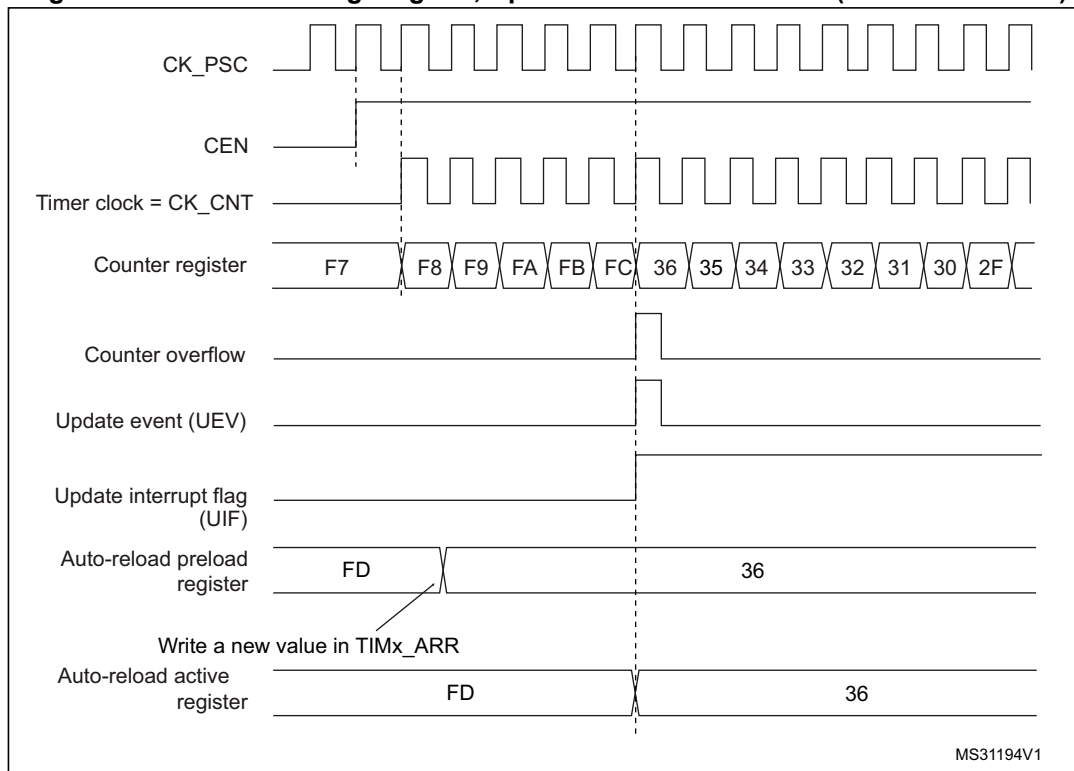 CK_PSC
CEN
Timer clock = CK_CNT
Counter register F7 F8 F9 FA FB FC 36 35 34 33 32 31 30 2F
Counter overflow
Update event (UEV)
Update interrupt flag
(UIF)
Auto-reload preload
register
FD 36
Write a new value in TIMx_ARR
Auto-reload active
register
FD 36
MS31194V1